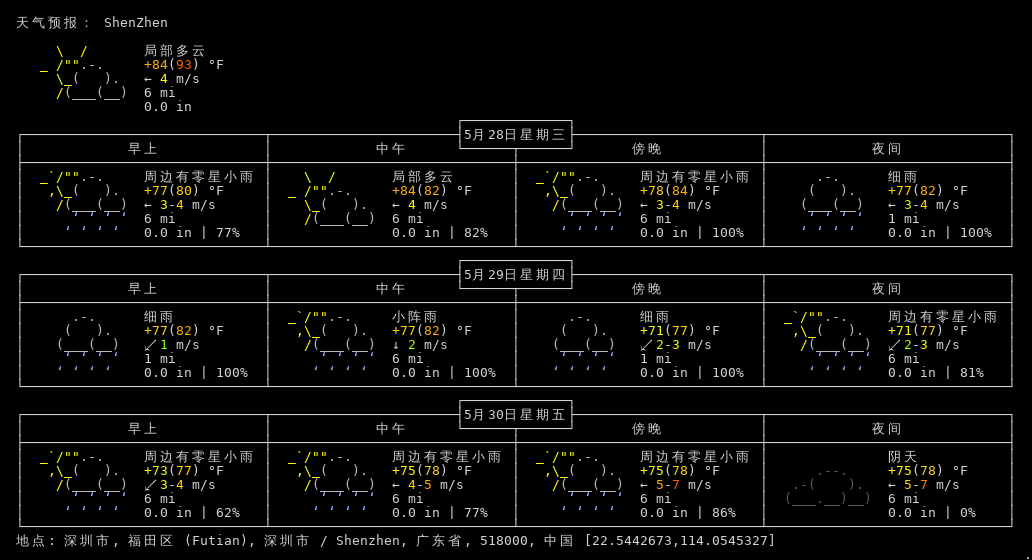 天气预报： ShenZhen
局部多云
+84(93) °F
← 4 m/s
6 mi
0.0 in
5月28日星期三
早上 中午 傍晚 夜间
周边有零星小雨 局部多云 周边有零星小雨 细雨
+77(80) °F +84(82) °F +78(84) °F +77(82) °F
← 3-4 m/s ← 4 m/s ← 3-4 m/s ← 3-4 m/s
6 mi 6 mi 6 mi 1 mi
0.0 in | 77% 0.0 in | 82% 0.0 in | 100% 0.0 in | 100%
5月29日星期四
早上 中午 傍晚 夜间
细雨 小阵雨 细雨 周边有零星小雨
+77(82) °F +77(82) °F +71(77) °F +71(77) °F
↙ 1 m/s ↓ 2 m/s ↙ 2-3 m/s ↙ 2-3 m/s
1 mi 6 mi 1 mi 6 mi
0.0 in | 100% 0.0 in | 100% 0.0 in | 100% 0.0 in | 81%
5月30日星期五
早上 中午 傍晚 夜间
周边有零星小雨 周边有零星小雨 周边有零星小雨 阴天
+73(77) °F +75(78) °F +75(78) °F +75(78) °F
↙ 3-4 m/s ← 4-5 m/s ← 5-7 m/s ← 5-7 m/s
6 mi 6 mi 6 mi 6 mi
0.0 in | 62% 0.0 in | 77% 0.0 in | 86% 0.0 in | 0%
地点: 深圳市, 福田区 (Futian), 深圳市 / Shenzhen, 广东省, 518000, 中国 [22.5442673,114.0545327]